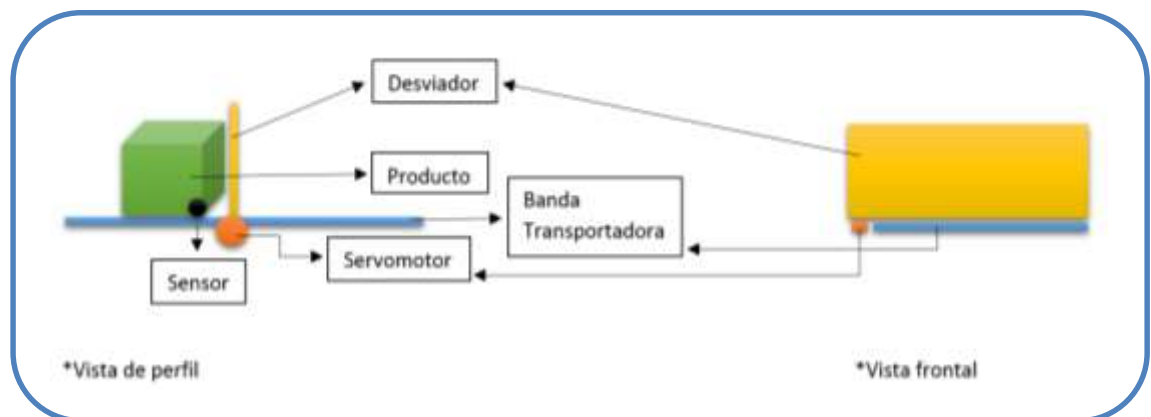 Desviador
Producto
Banda
Transportadora
Servomotor
Sensor
*Vista de perfil
*Vista frontal